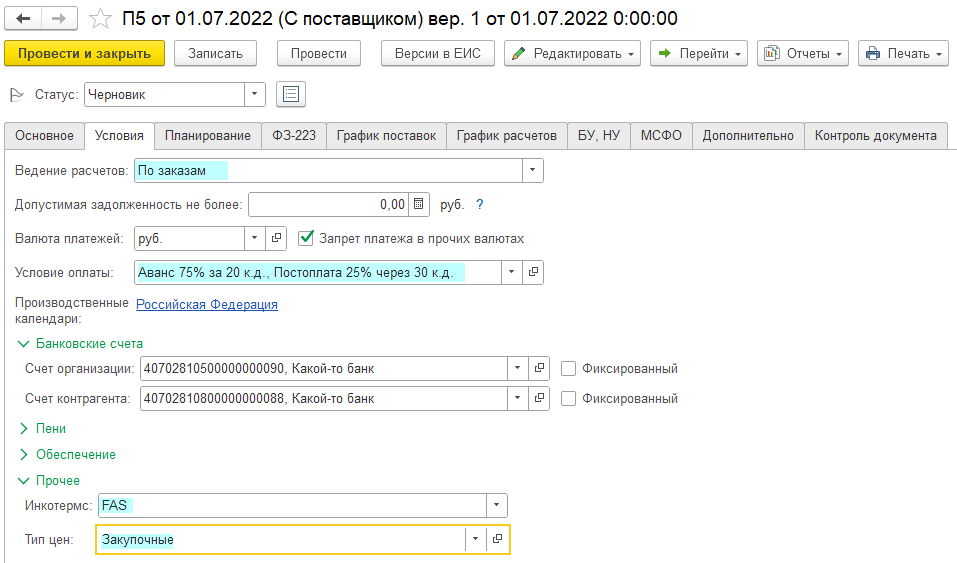 П5 от 01.07.2022 (С поставщиком) вер. 1 от 01.07.2022 0:00:00
Провести и закрыть Записать Провести Версии в ЕИС Редактировать Перейти Отчеты Печать
Статус: Черновик
Основное Условия Планирование ФЗ-223 График поставок График расчетов БУ, НУ МСФО Дополнительно Контроль документа
Ведение расчетов: По заказам
Допустимая задолженность не более: 0,00 руб. ?
Валюта платежей: руб. Запрет платежа в прочих валютах
Условие оплаты: Аванс 75% за 20 к.д., Постоплата 25% через 30 к.д.
Производственные
календари: Российская Федерация
Банковские счета
Счет организации: 40702810500000000090, Какой-то банк Фиксированный
Счет контрагента: 40702810800000000088, Какой-то банк Фиксированный
Пени
Обеспечение
Прочее
Инкотермс: FAS
Тип цен: Закупочные